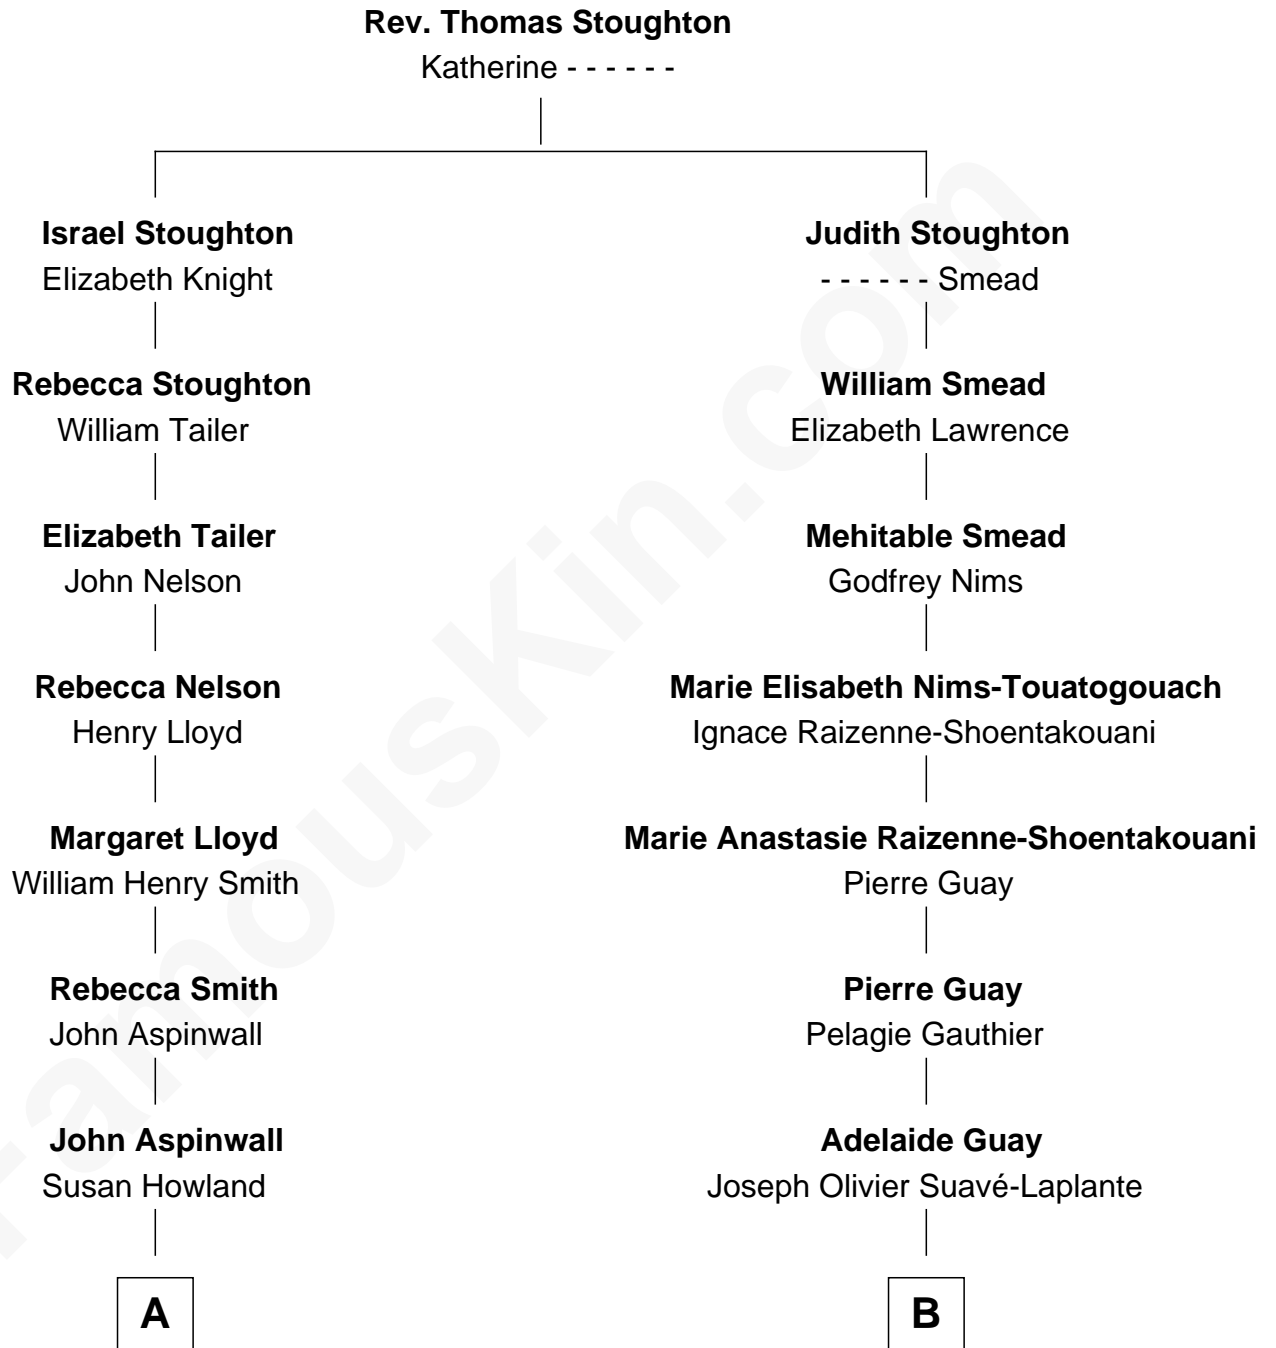 Rev. Thomas Stoughton
Katherine - - - - - -
Israel Stoughton
Elizabeth Knight
Judith Stoughton
- - - - - - Smead
Rebecca Stoughton
William Tailer
William Smead
Elizabeth Lawrence
Elizabeth Tailer
John Nelson
Mehitable Smead
Godfrey Nims
Rebecca Nelson
Henry Lloyd
Marie Elisabeth Nims-Touatogouach
Ignace Raizenne-Shoentakouani
Margaret Lloyd
William Henry Smith
Marie Anastasie Raizenne-Shoentakouani
Pierre Guay
Rebecca Smith
John Aspinwall
Pierre Guay
Pelagie Gauthier
John Aspinwall
Susan Howland
Adelaide Guay
Joseph Olivier Suavé-Laplante
A
B
FamousKin.com